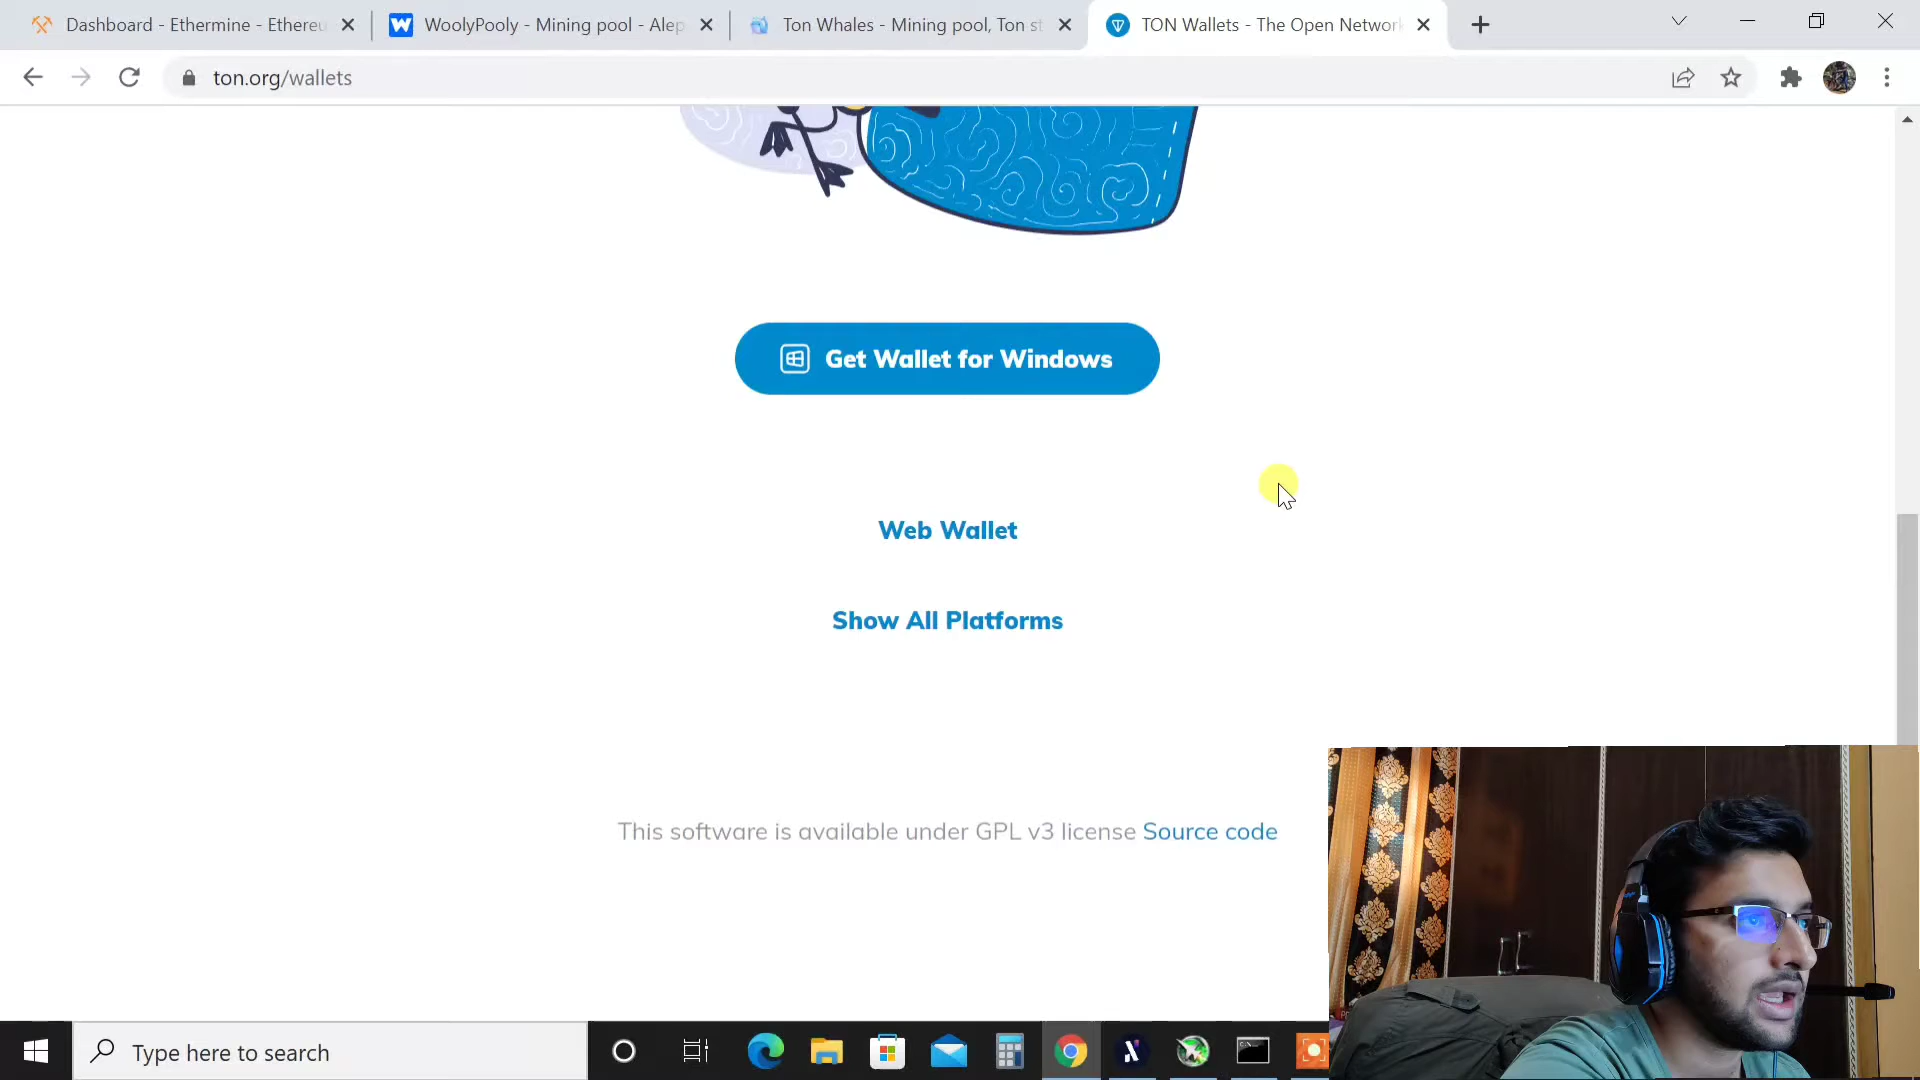 Dashboard - Ethermine - Ethereu
WoolyPooly - Mining pool - Alep
Ton Whales - Mining pool, Ton st
TON Wallets - The Open Network
ton.org/wallets
Get Wallet for Windows
Web Wallet
Show All Platforms
This software is available under GPL v3 license Source code
Type here to search